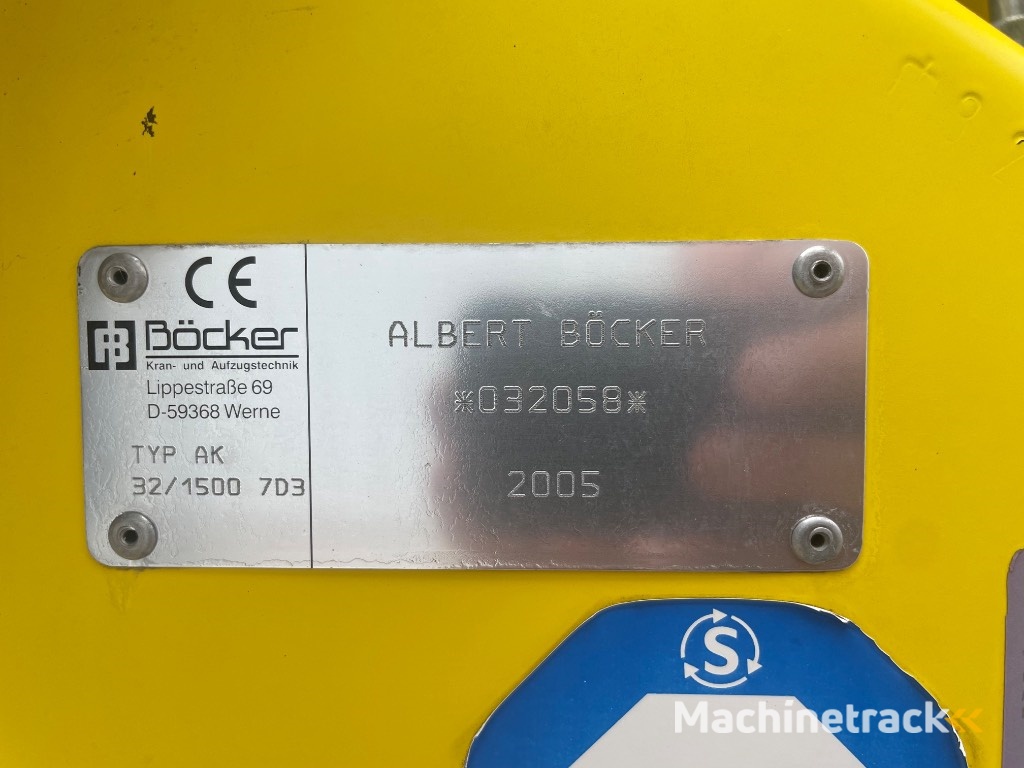 CE
AB Böcker
Kran- und Aufzugstechnik
Lippestraße 69
D-59368 Werne
TYP AK
32/1500 7D3
ALBERT BÖCKER
*032058*
2005
S
Machinetrack